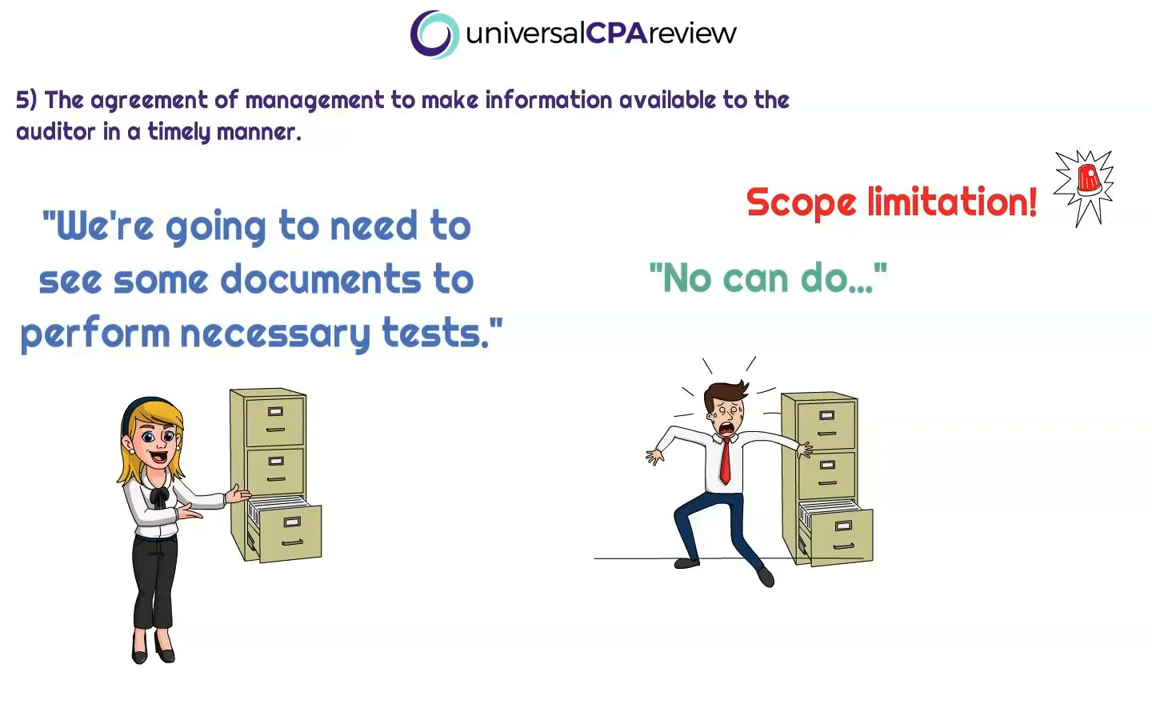 universalCPAreview
5) The agreement of management to make information available to the
auditor in a timely manner.
"We're going to need to
see some documents to
perform necessary tests."
Scope limitation!
"No can do..."